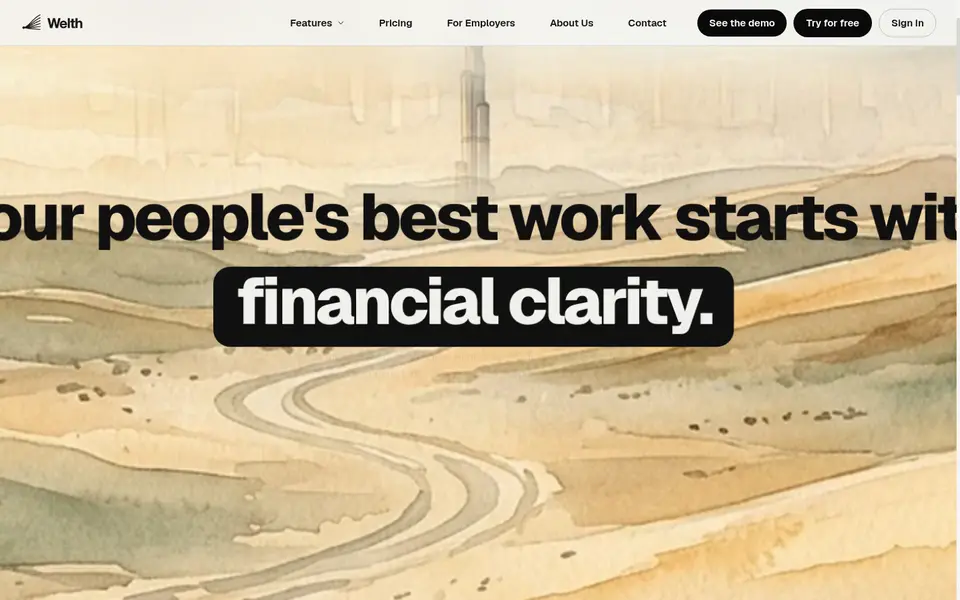 Welth
Features
Pricing
For Employers
About Us
Contact
See the demo
Try for free
Sign in
our people's best work starts wit
financial clarity.